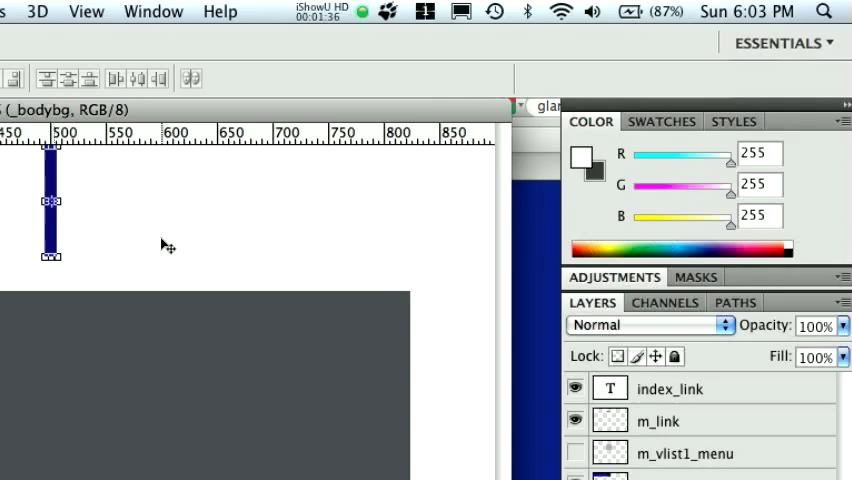 s 3D View Window Help iShowU HD 00:01:36 (87%) Sun 6:03 PM
ESSENTIALS
(_bodybg, RGB/8) glar
450 500 550 600 650 700 750 800 850
COLOR SWATCHES STYLES
R 255
G 255
B 255
ADJUSTMENTS MASKS
LAYERS CHANNELS PATHS
Normal Opacity: 100%
Lock: Fill: 100%
T index_link
m_link
m_vlist1_menu